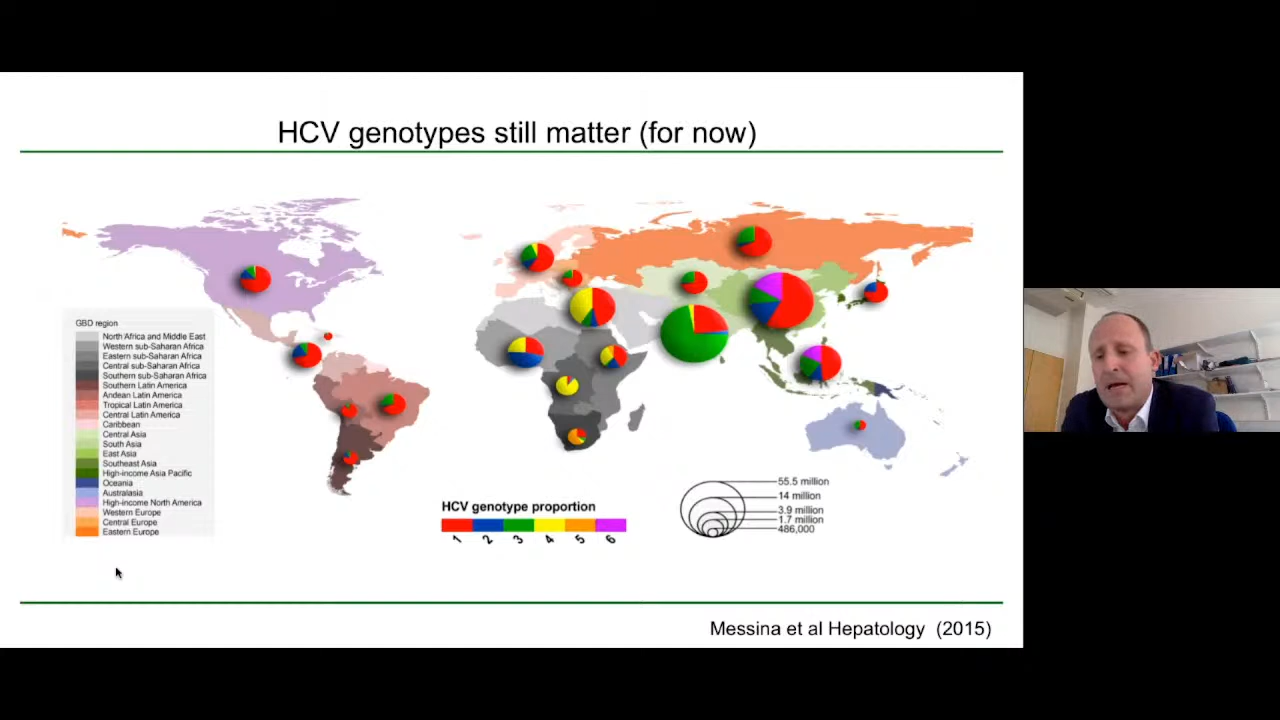 HCV genotypes still matter (for now)
GBD region
North Africa and Middle East
Western sub-Saharan Africa
Eastern sub-Saharan Africa
Central sub-Saharan Africa
Southern sub-Saharan Africa
Southern Latin America
Andean Latin America
Tropical Latin America
Central Latin America
Caribbean
Central Asia
South Asia
East Asia
Southeast Asia
High-income Asia Pacific
Oceania
Australasia
High-income North America
Western Europe
Central Europe
Eastern Europe
HCV genotype proportion
1 2 3 4 5 6
55.5 million
14 million
3.9 million
1.7 million
486,000
Messina et al Hepatology (2015)